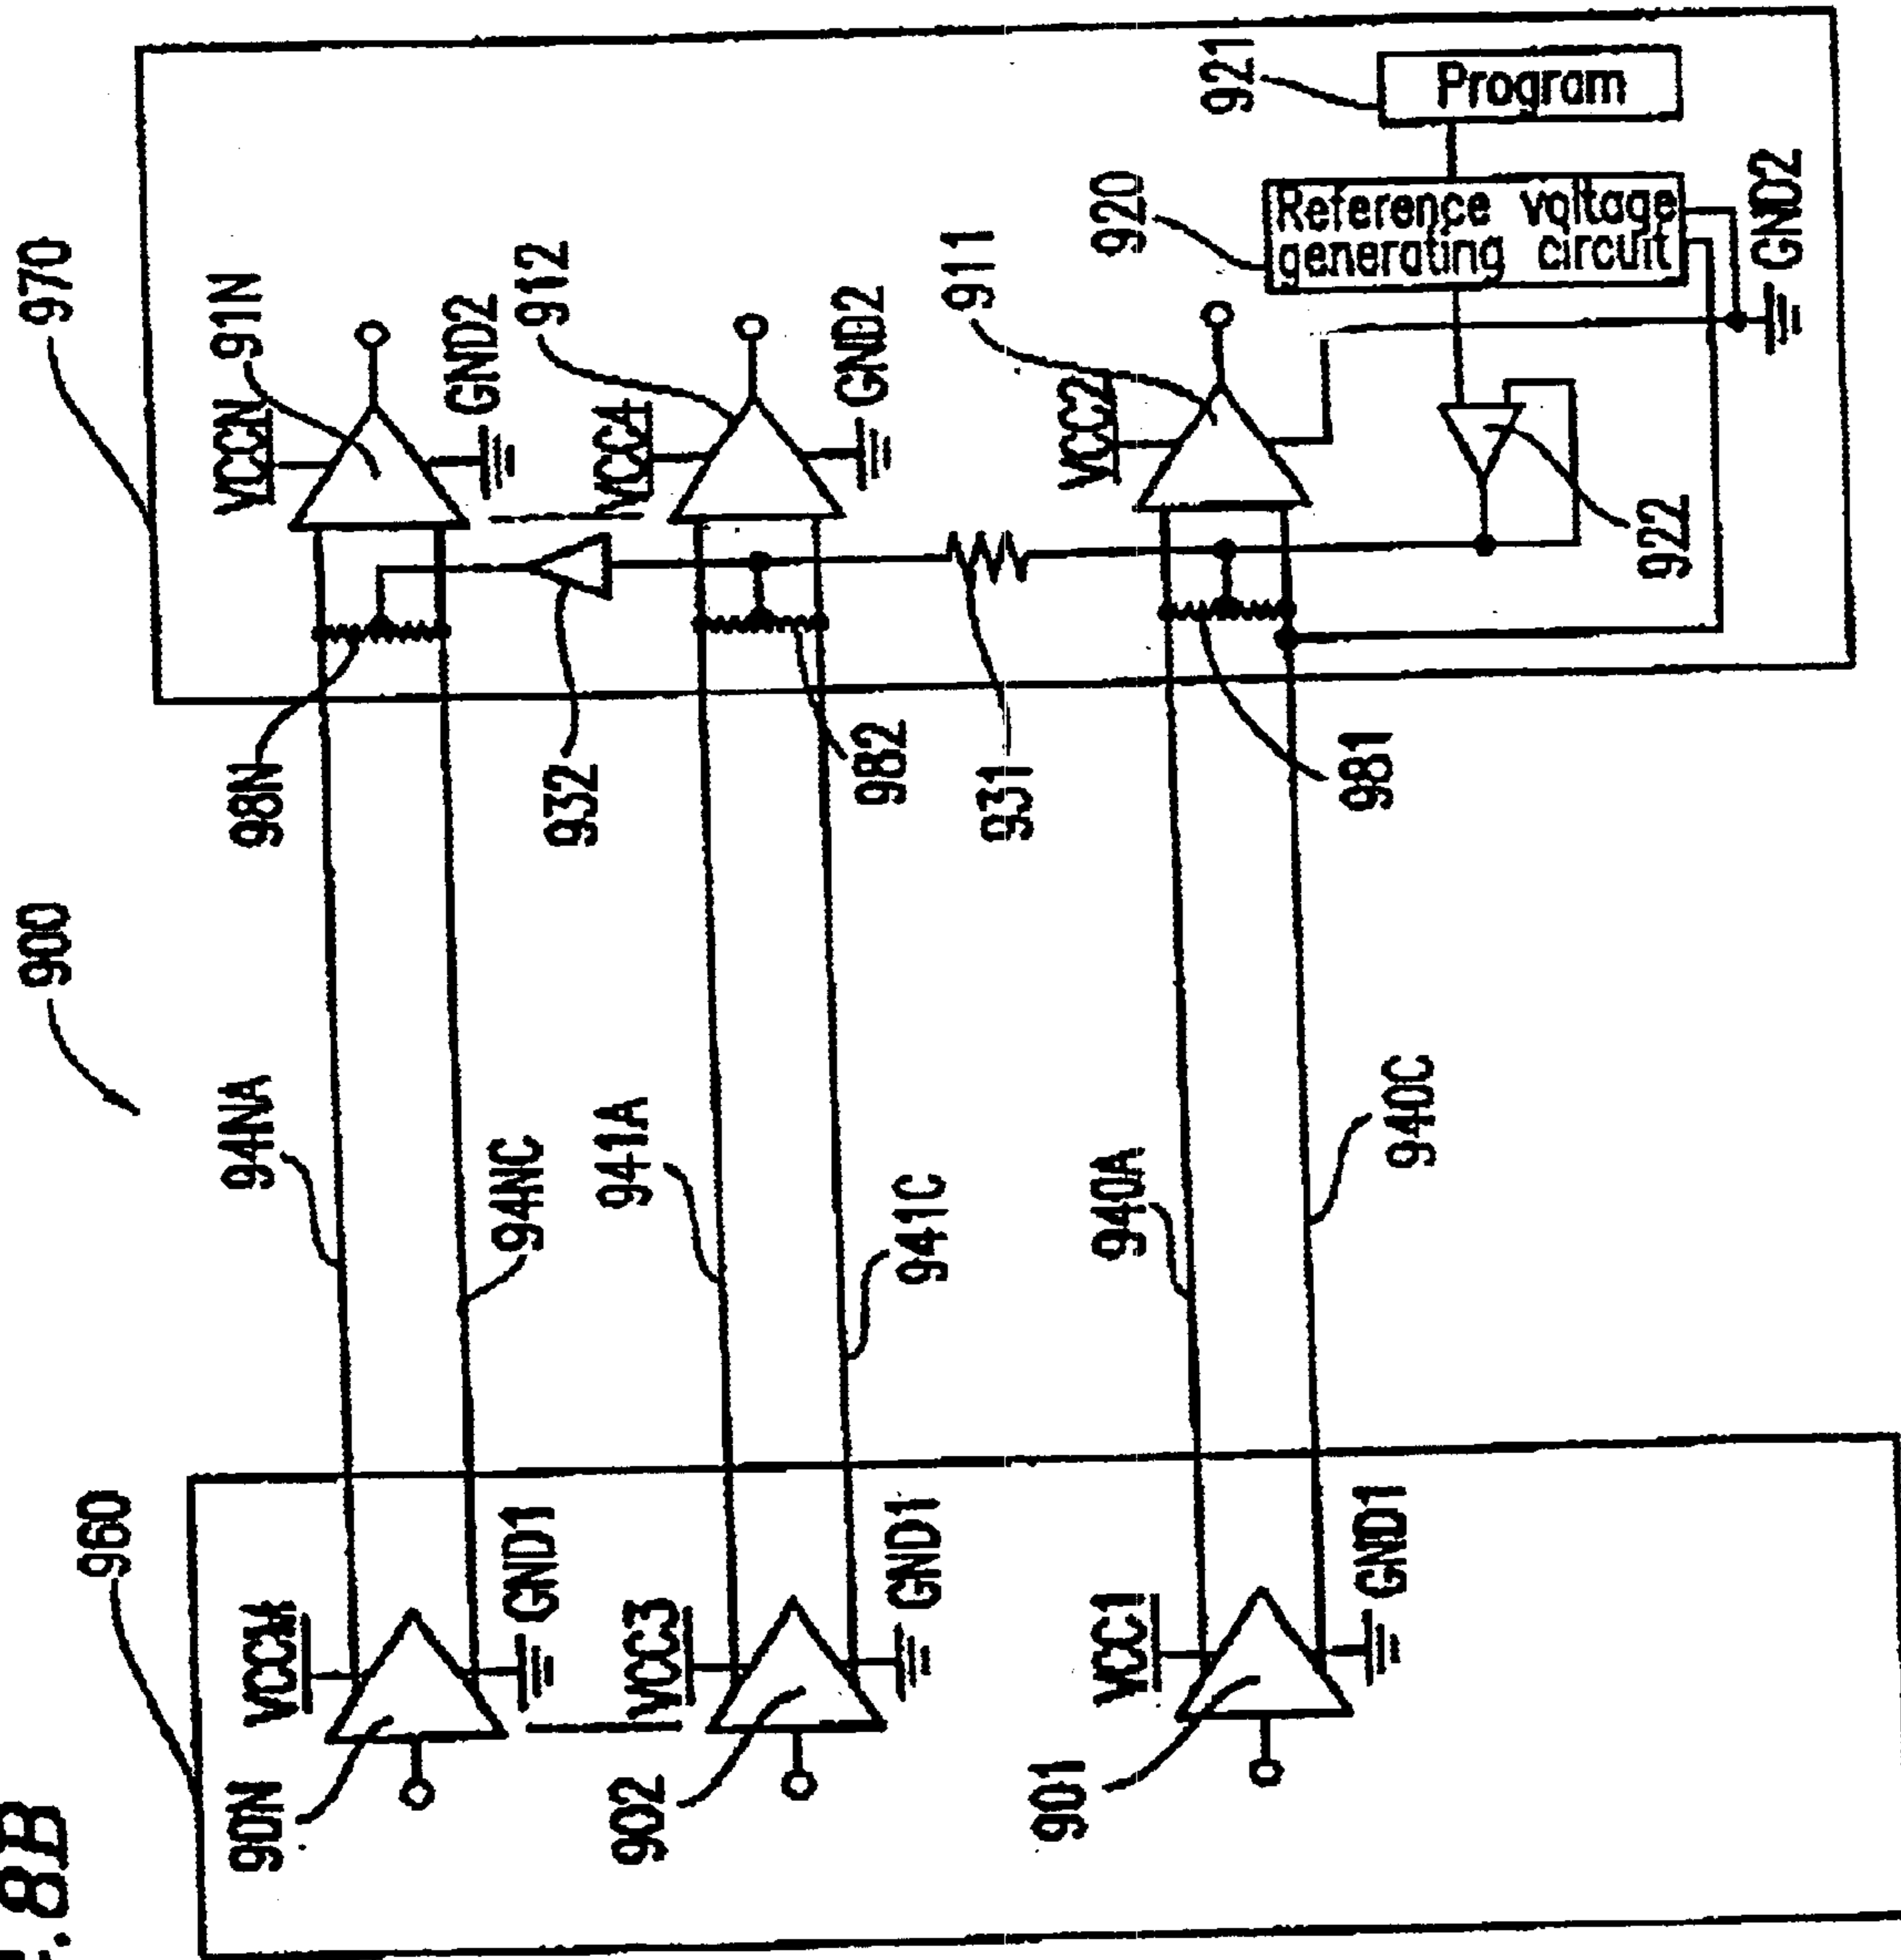 .8B
900
960
970
90N
VCCM
GND1
94NA
94NC
98N
VCCN
91N
GND2
902
VCC3
GND1
941A
941C
932
982
VCC4
912
GND2
931
901
VCC1
GND1
940A
940C
981
VCC2
911
920
921
Reference voltage
generating circuit
Program
922
GND2